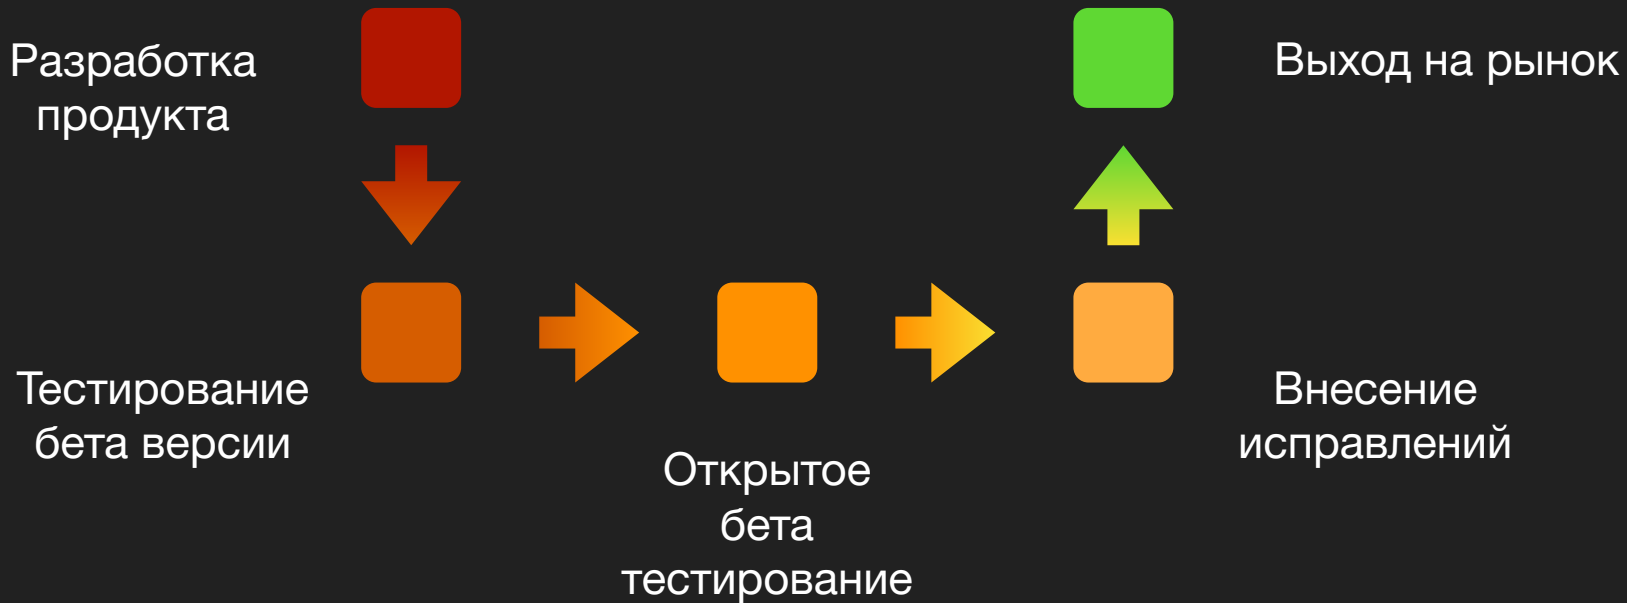 Разработка
продукта
Выход на рынок
Тестирование
бета версии
Открытое
бета
тестирование
Внесение
исправлений